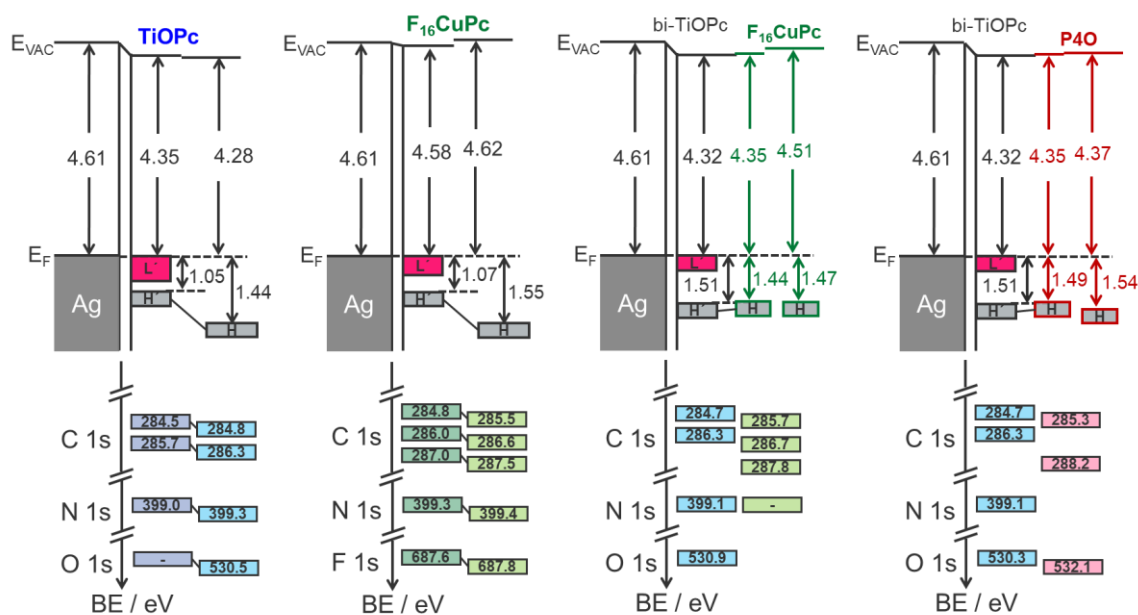 TiOPc
E_VAC
4.61
4.35
4.28
E_F
L´
1.05
H´
1.44
Ag
H
C 1s
284.5
284.8
285.7
286.3
N 1s
399.0
399.3
O 1s
-
530.5
BE / eV
F₁₆CuPc
E_VAC
4.61
4.58
4.62
E_F
L´
1.07
H´
1.55
Ag
H
C 1s
284.8
285.5
286.0
286.6
287.0
287.5
N 1s
399.3
399.4
F 1s
687.6
687.8
BE / eV
bi-TiOPc
F₁₆CuPc
E_VAC
4.61
4.32
4.35
4.51
E_F
L´
1.51
1.44
1.47
Ag
H´
H
H
C 1s
284.7
285.7
286.3
286.7
287.8
N 1s
399.1
-
O 1s
530.9
BE / eV
bi-TiOPc
P4O
E_VAC
4.61
4.32
4.35
4.37
E_F
L´
1.51
1.49
1.54
Ag
H´
H
H
C 1s
284.7
285.3
286.3
288.2
N 1s
399.1
O 1s
530.3
532.1
BE / eV